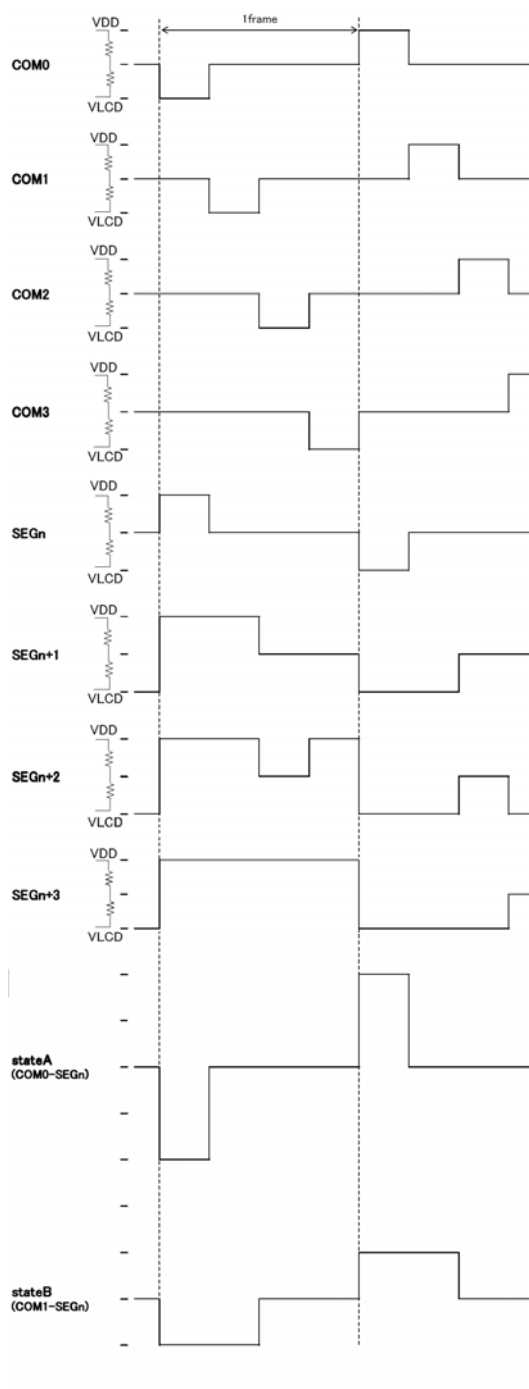 1frame
VDD
COM0
VLCD
VDD
COM1
VLCD
VDD
COM2
VLCD
VDD
COM3
VLCD
VDD
SEGn
VLCD
VDD
SEGn+1
VLCD
VDD
SEGn+2
VLCD
VDD
SEGn+3
VLCD
stateA
(COM0-SEGn)
stateB
(COM1-SEGn)